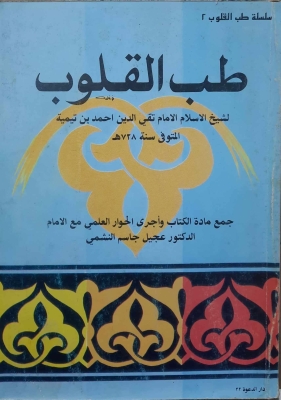 سلسلة طب القلوب ٢
طب القلوب
لشيخ الاسلام الامام تقي الدين احمد بن تيمية
المتوفى سنة ٧٢٨هـ
جمع مادة الكتاب وأجرى الحوار العلمي مع الامام
الدكتور عجيل جاسم النشمي
دار الدعوة ٢٢